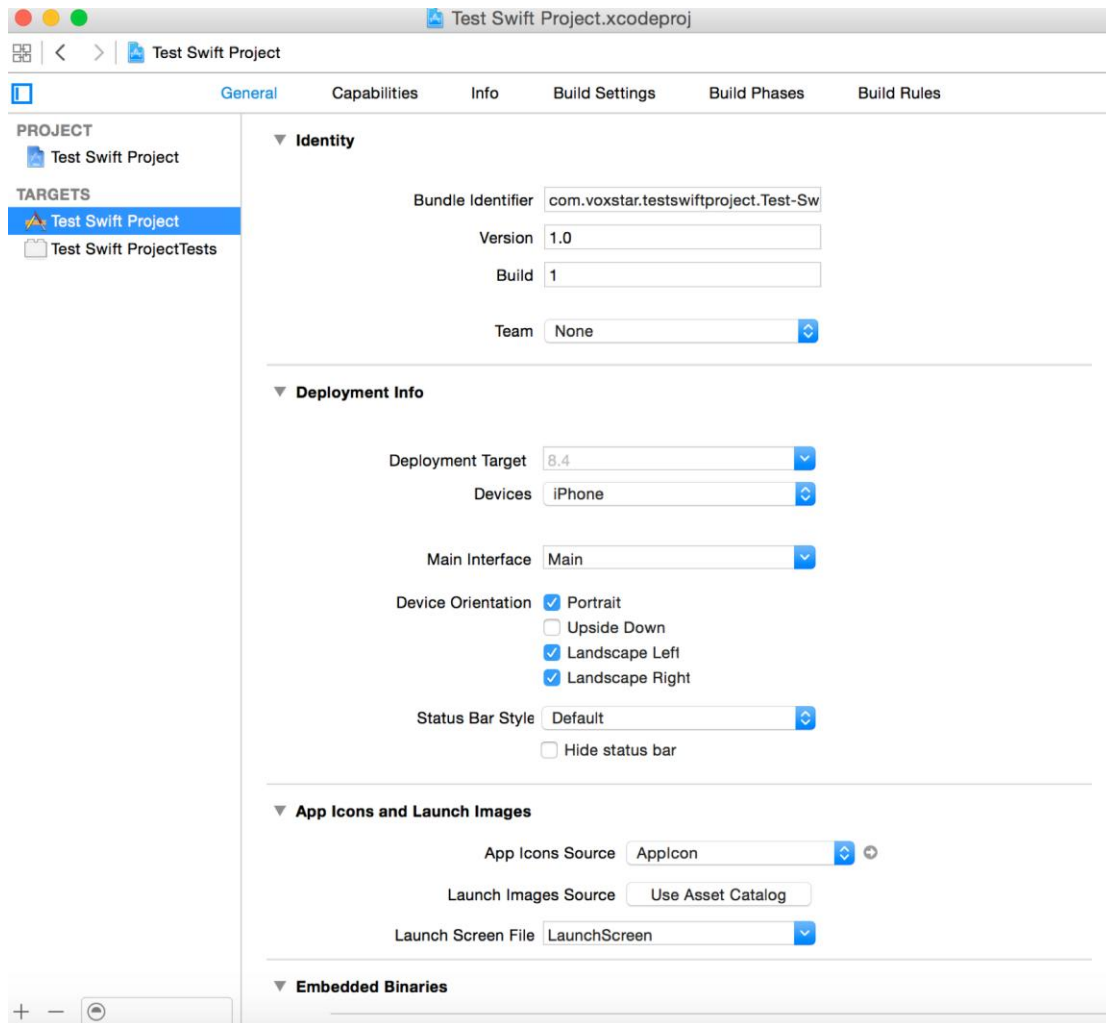 Test Swift Project.xcodeproj
Test Swift Project
General Capabilities Info Build Settings Build Phases Build Rules
PROJECT
Test Swift Project
TARGETS
Test Swift Project
Test Swift ProjectTests
Identity
Bundle Identifier com.voxstar.testswiftproject.Test-Sw
Version 1.0
Build 1
Team None
Deployment Info
Deployment Target 8.4
Devices iPhone
Main Interface Main
Device Orientation Portrait
Upside Down
Landscape Left
Landscape Right
Status Bar Style Default
Hide status bar
App Icons and Launch Images
App Icons Source AppIcon
Launch Images Source Use Asset Catalog
Launch Screen File LaunchScreen
Embedded Binaries